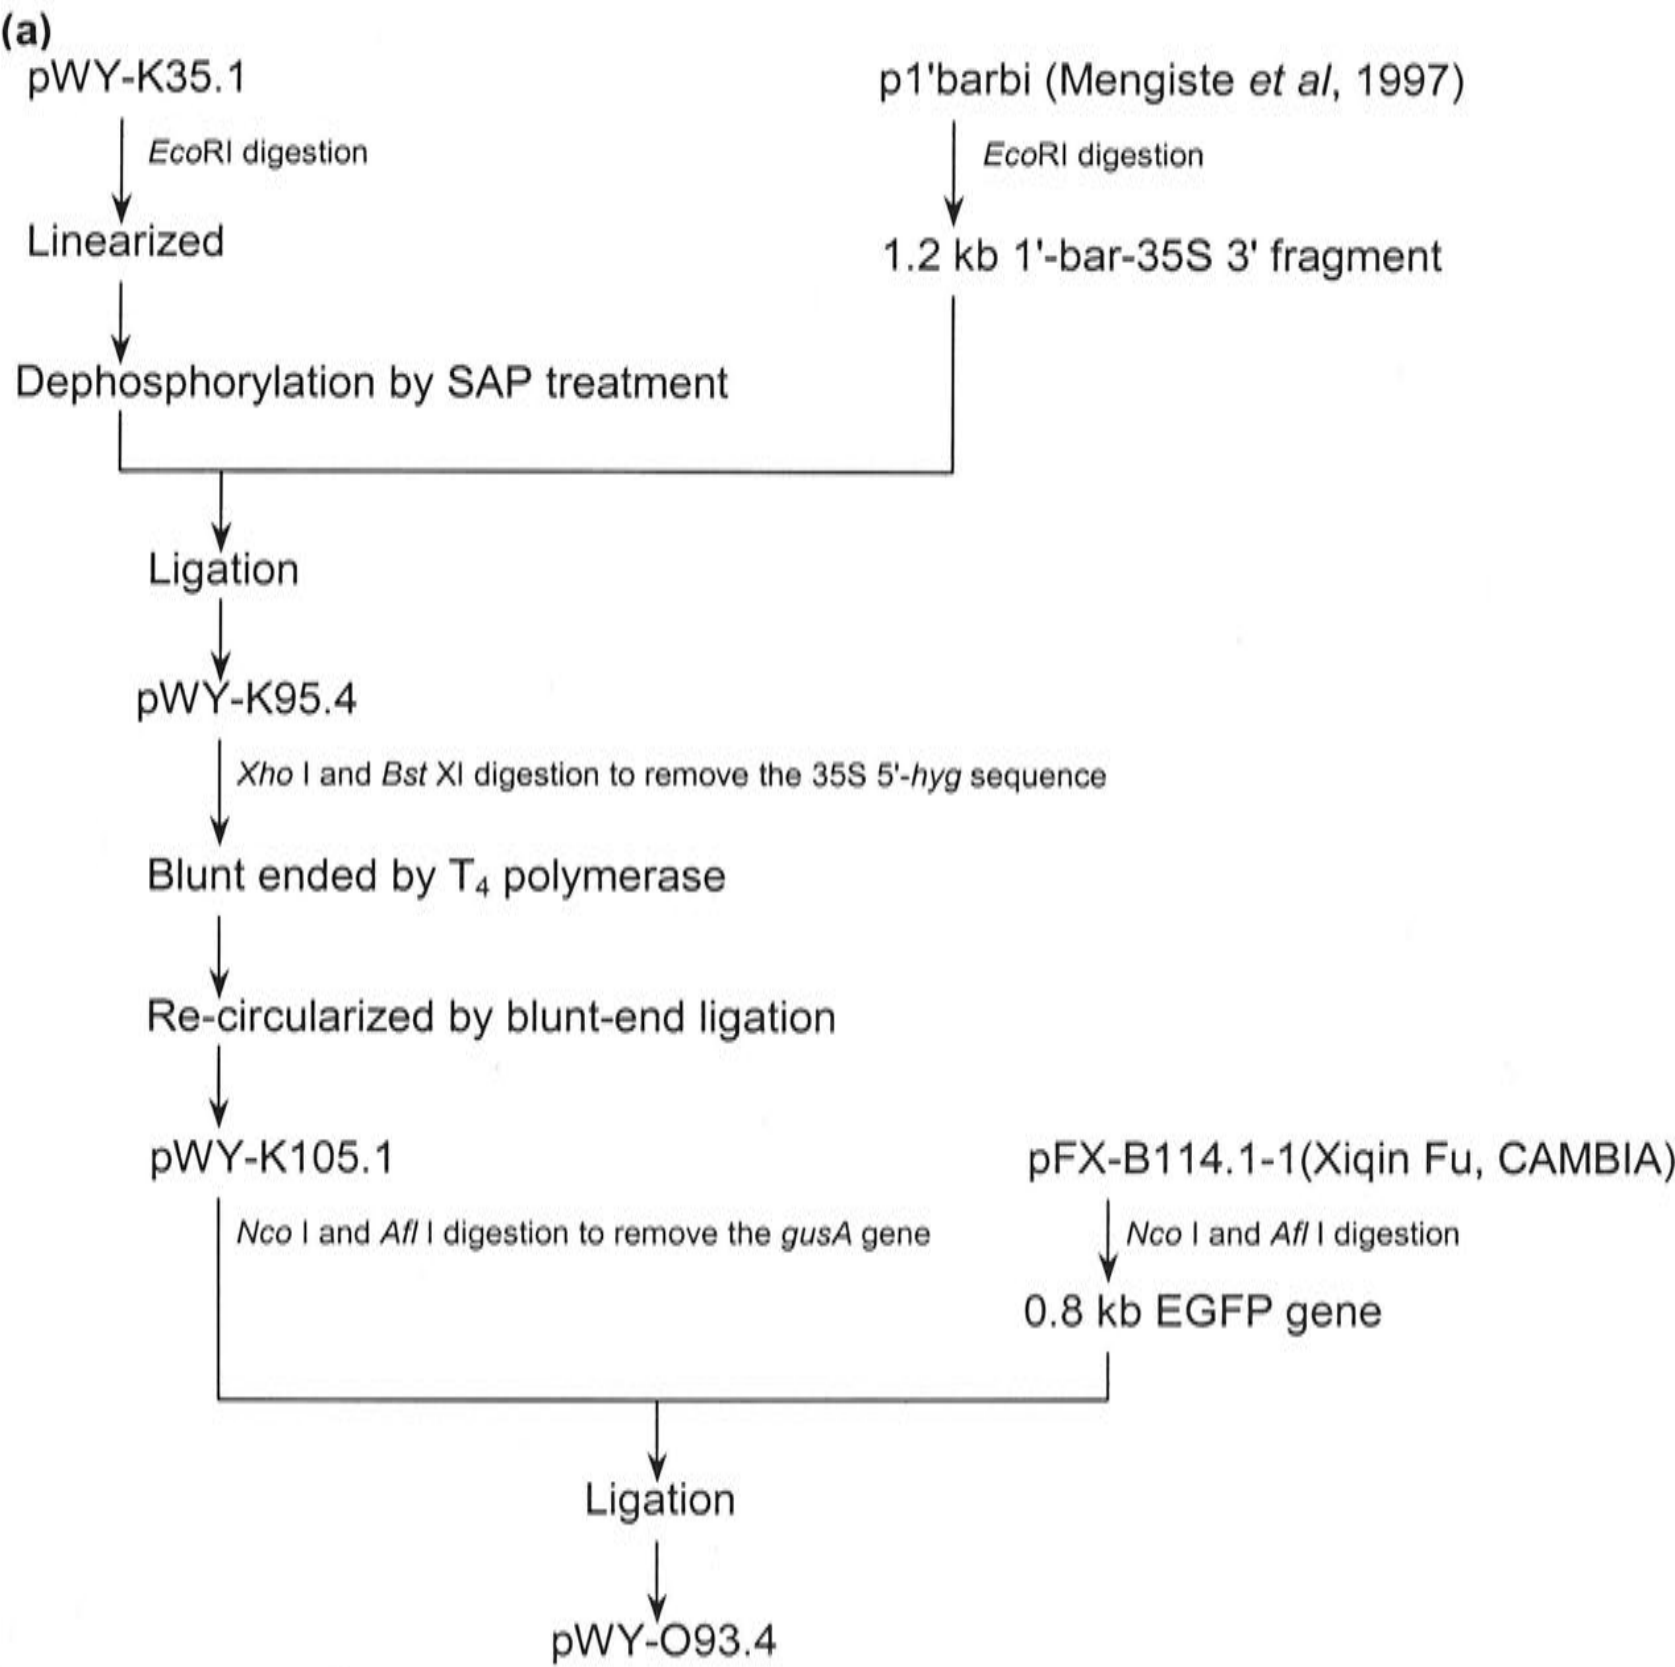 (a)
pWY-K35.1
p1'barbi (Mengiste et al, 1997)
EcoRI digestion
EcoRI digestion
Linearized
1.2 kb 1'-bar-35S 3' fragment
Dephosphorylation by SAP treatment
Ligation
pWY-K95.4
Xho I and Bst XI digestion to remove the 35S 5'-hyg sequence
Blunt ended by T₄ polymerase
Re-circularized by blunt-end ligation
pWY-K105.1
pFX-B114.1-1(Xiqin Fu, CAMBIA)
Nco I and Afl I digestion to remove the gusA gene
Nco I and Afl I digestion
0.8 kb EGFP gene
Ligation
pWY-O93.4